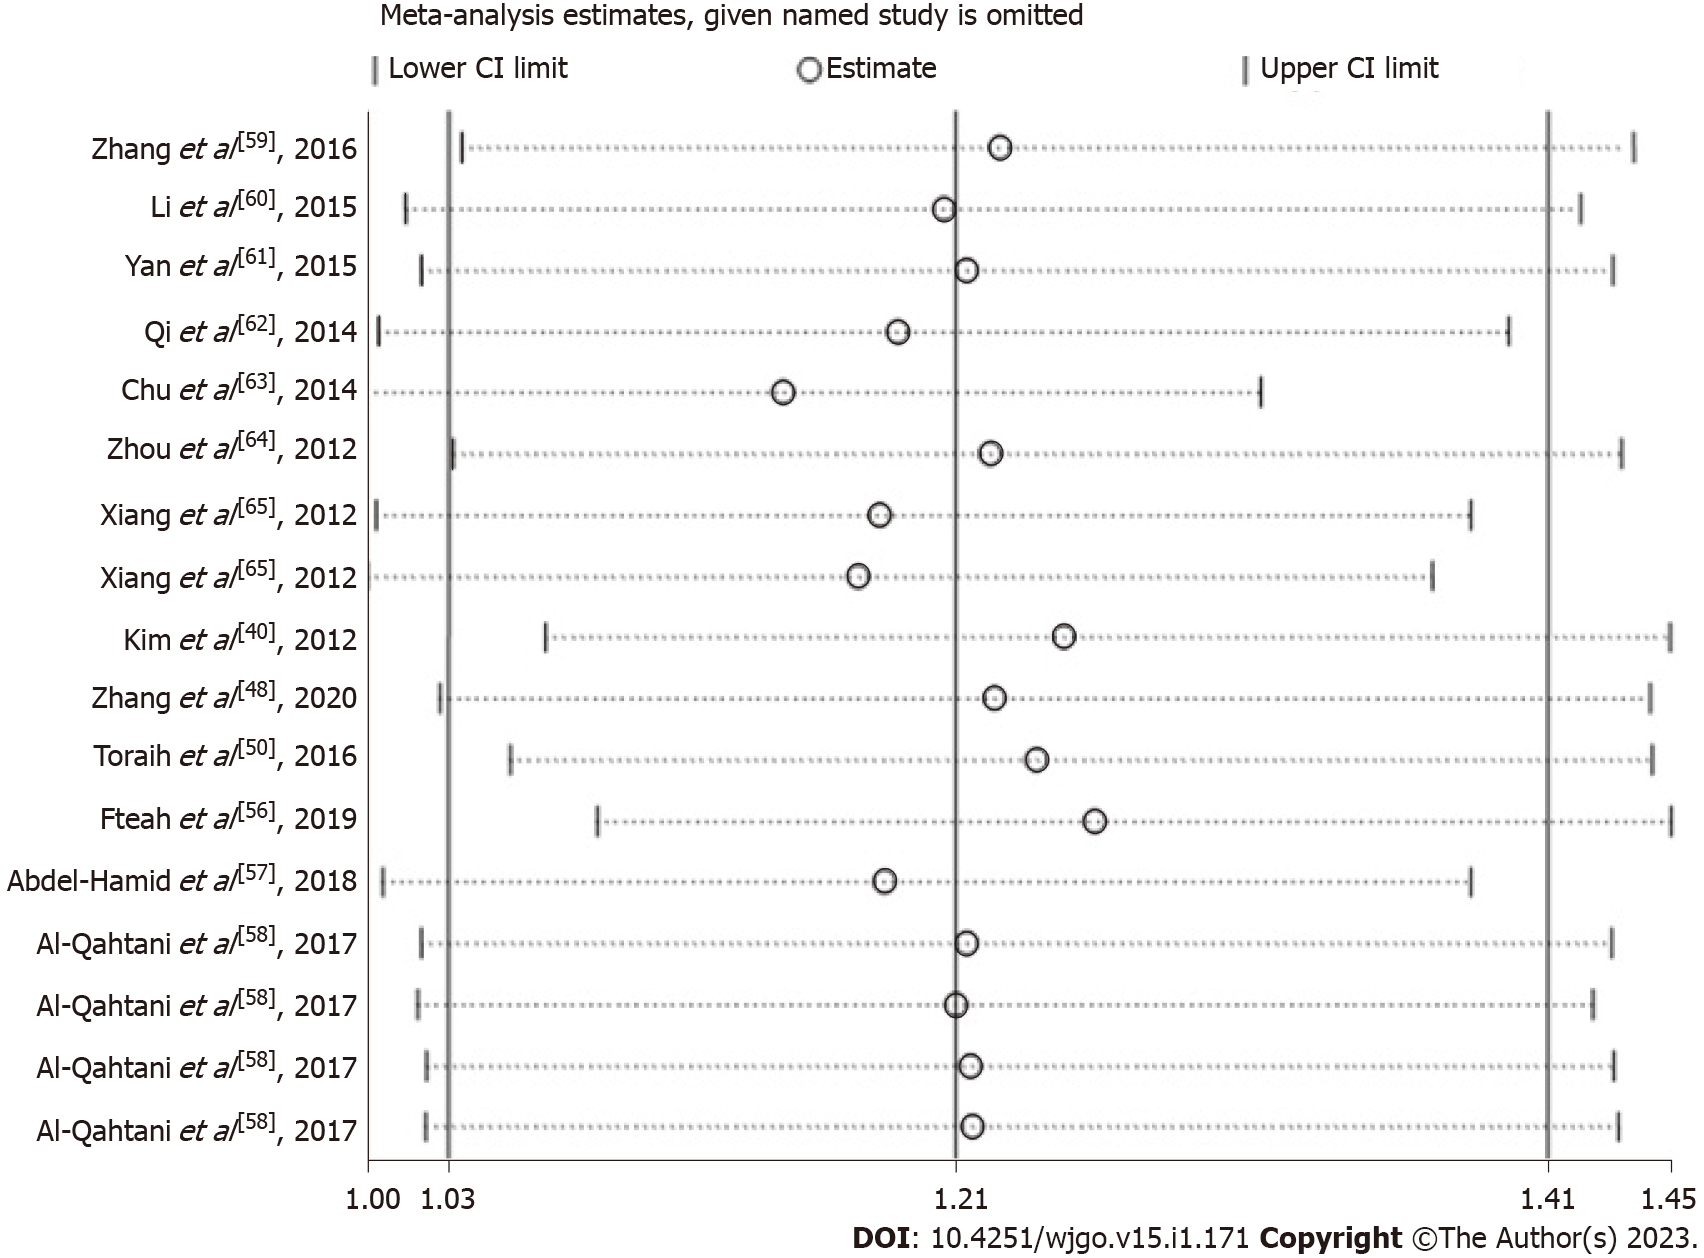 Meta-analysis estimates, given named study is omitted
Lower CI limit Estimate Upper CI limit
Zhang et al[59], 2016
Li et al[60], 2015
Yan et al[61], 2015
Qi et al[62], 2014
Chu et al[63], 2014
Zhou et al[64], 2012
Xiang et al[65], 2012
Xiang et al[65], 2012
Kim et al[40], 2012
Zhang et al[48], 2020
Toraih et al[50], 2016
Fteah et al[56], 2019
Abdel-Hamid et al[57], 2018
Al-Qahtani et al[58], 2017
Al-Qahtani et al[58], 2017
Al-Qahtani et al[58], 2017
Al-Qahtani et al[58], 2017
1.00 1.03 1.21 1.41 1.45
DOI: 10.4251/wjgo.v15.i1.171 Copyright ©The Author(s) 2023.